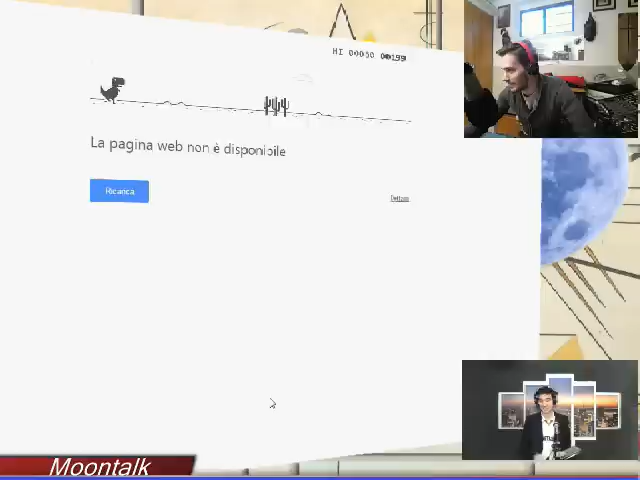 HI 00050 00199
La pagina web non è disponibile
Ricarica
Dettagli
Moontalk